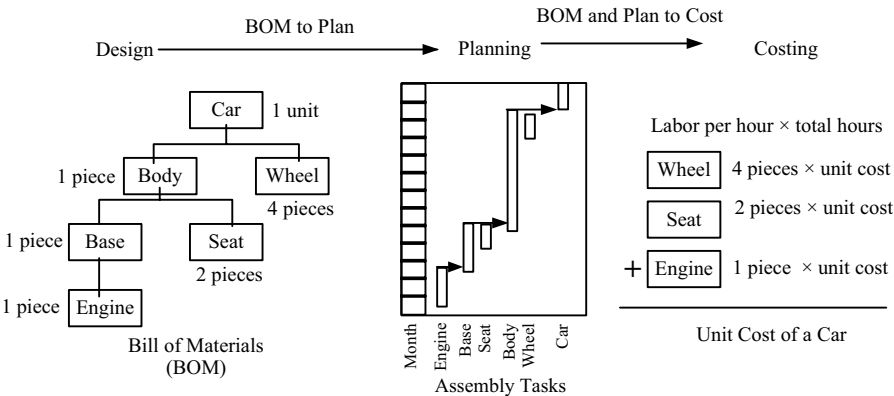 BOM to Plan
BOM and Plan to Cost
Design
Planning
Costing
Car
1 unit
1 piece
Body
Wheel
4 pieces
1 piece
Base
Seat
2 pieces
1 piece
Engine
Bill of Materials
(BOM)
Month
Engine
Base
Seat
Body
Wheel
Car
Assembly Tasks
Labor per hour × total hours
Wheel 4 pieces × unit cost
Seat 2 pieces × unit cost
+ Engine 1 piece × unit cost
Unit Cost of a Car